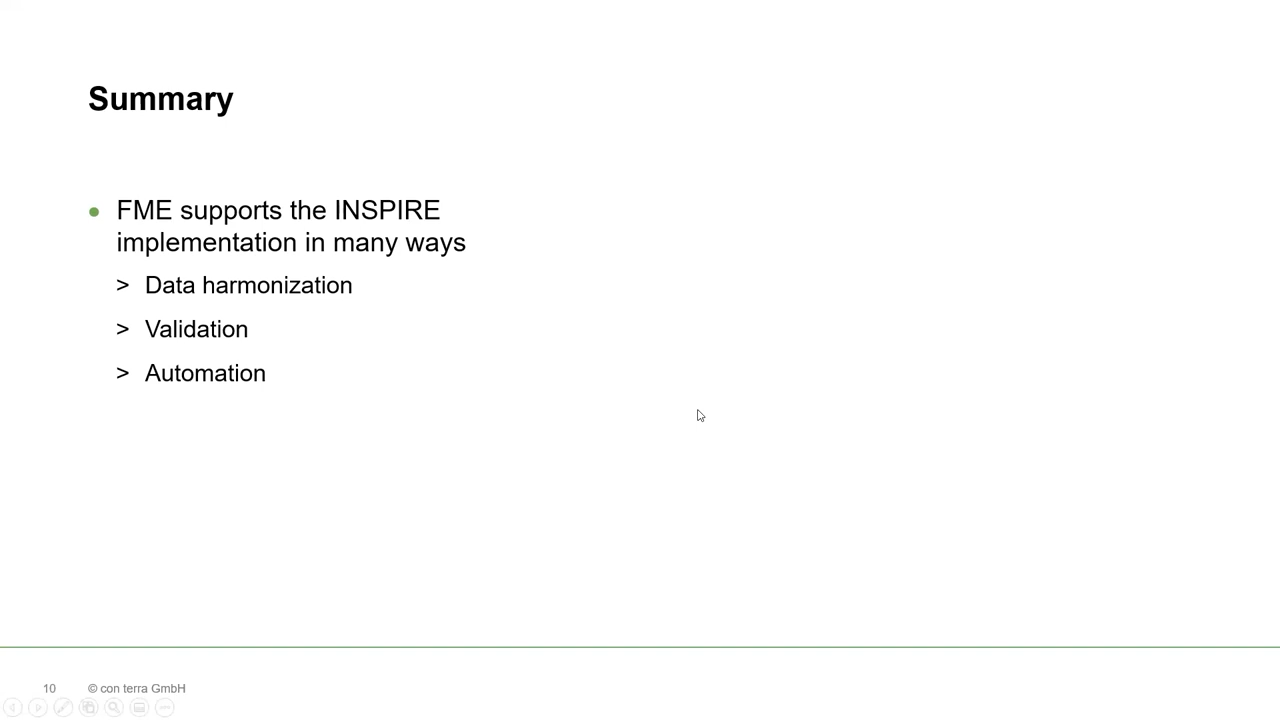 Summary
• FME supports the INSPIRE
implementation in many ways
> Data harmonization
> Validation
> Automation
10 © con terra GmbH